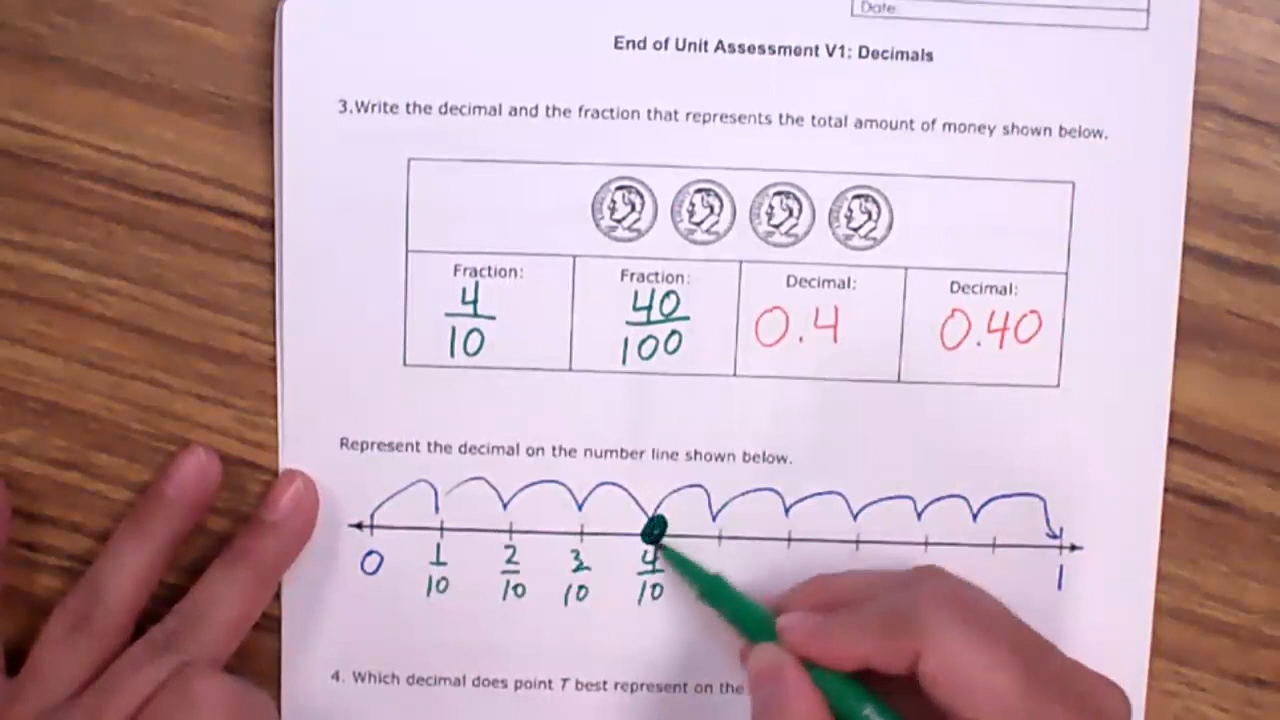 Date
End of Unit Assessment V1: Decimals
3.Write the decimal and the fraction that represents the total amount of money shown below.
Fraction: Fraction: Decimal: Decimal:
4/10 40/100 0.4 0.40
Represent the decimal on the number line shown below.
0 1/10 2/10 3/10 4/10 1
4. Which decimal does point T best represent on the